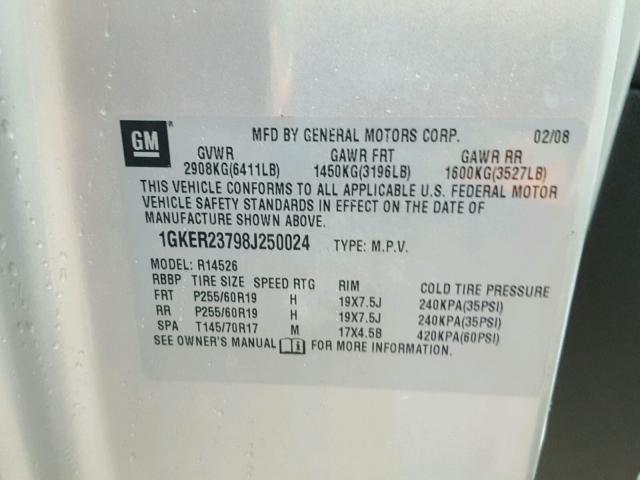 GM ®
MFD BY GENERAL MOTORS CORP. 02/08
GVWR GAWR FRT GAWR RR
2908KG(6411LB) 1450KG(3196LB) 1600KG(3527LB)
THIS VEHICLE CONFORMS TO ALL APPLICABLE U.S. FEDERAL MOTOR
VEHICLE SAFETY STANDARDS IN EFFECT ON THE DATE OF
MANUFACTURE SHOWN ABOVE.
1GKER23798J250024 TYPE: M.P.V.
MODEL: R14526
RBBP TIRE SIZE SPEED RTG RIM COLD TIRE PRESSURE
FRT P255/60R19 H 19X7.5J 240KPA(35PSI)
RR P255/60R19 H 19X7.5J 240KPA(35PSI)
SPA T145/70R17 M 17X4.5B 420KPA(60PSI)
SEE OWNER'S MANUAL i FOR MORE INFORMATION.